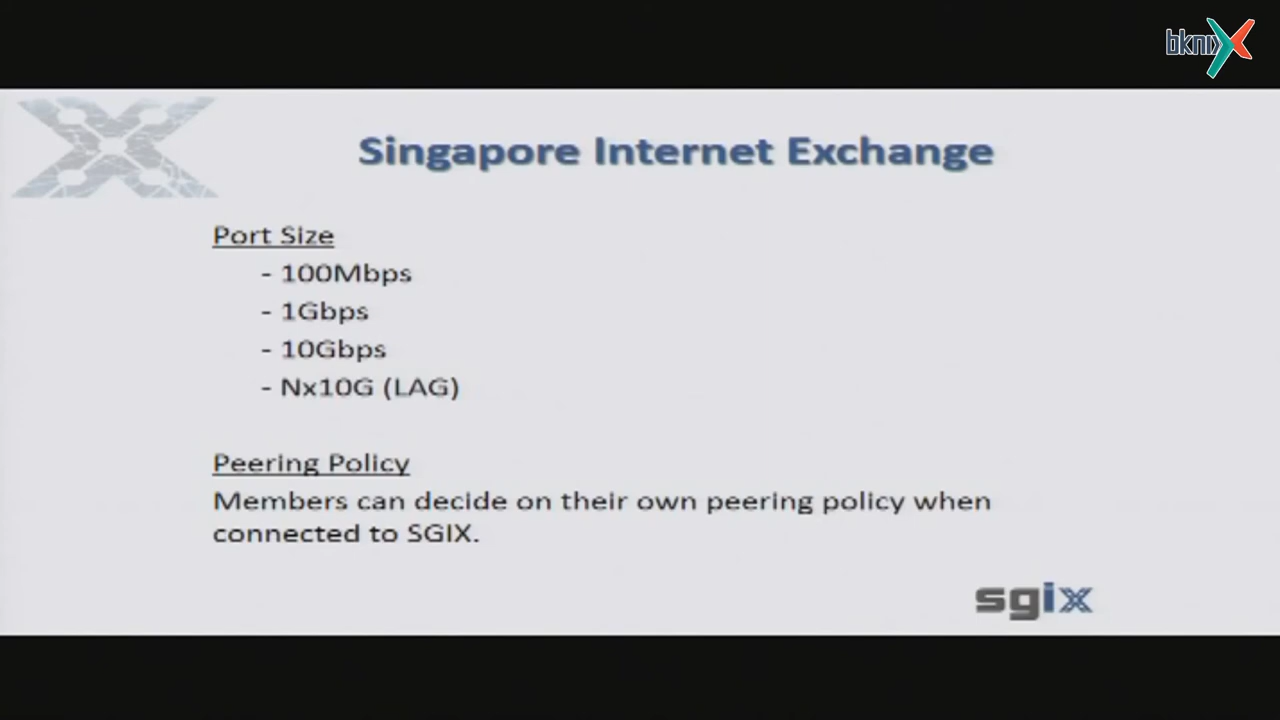 bknix
Singapore Internet Exchange
Port Size
- 100Mbps
- 1Gbps
- 10Gbps
- Nx10G (LAG)
Peering Policy
Members can decide on their own peering policy when
connected to SGIX.
sgix